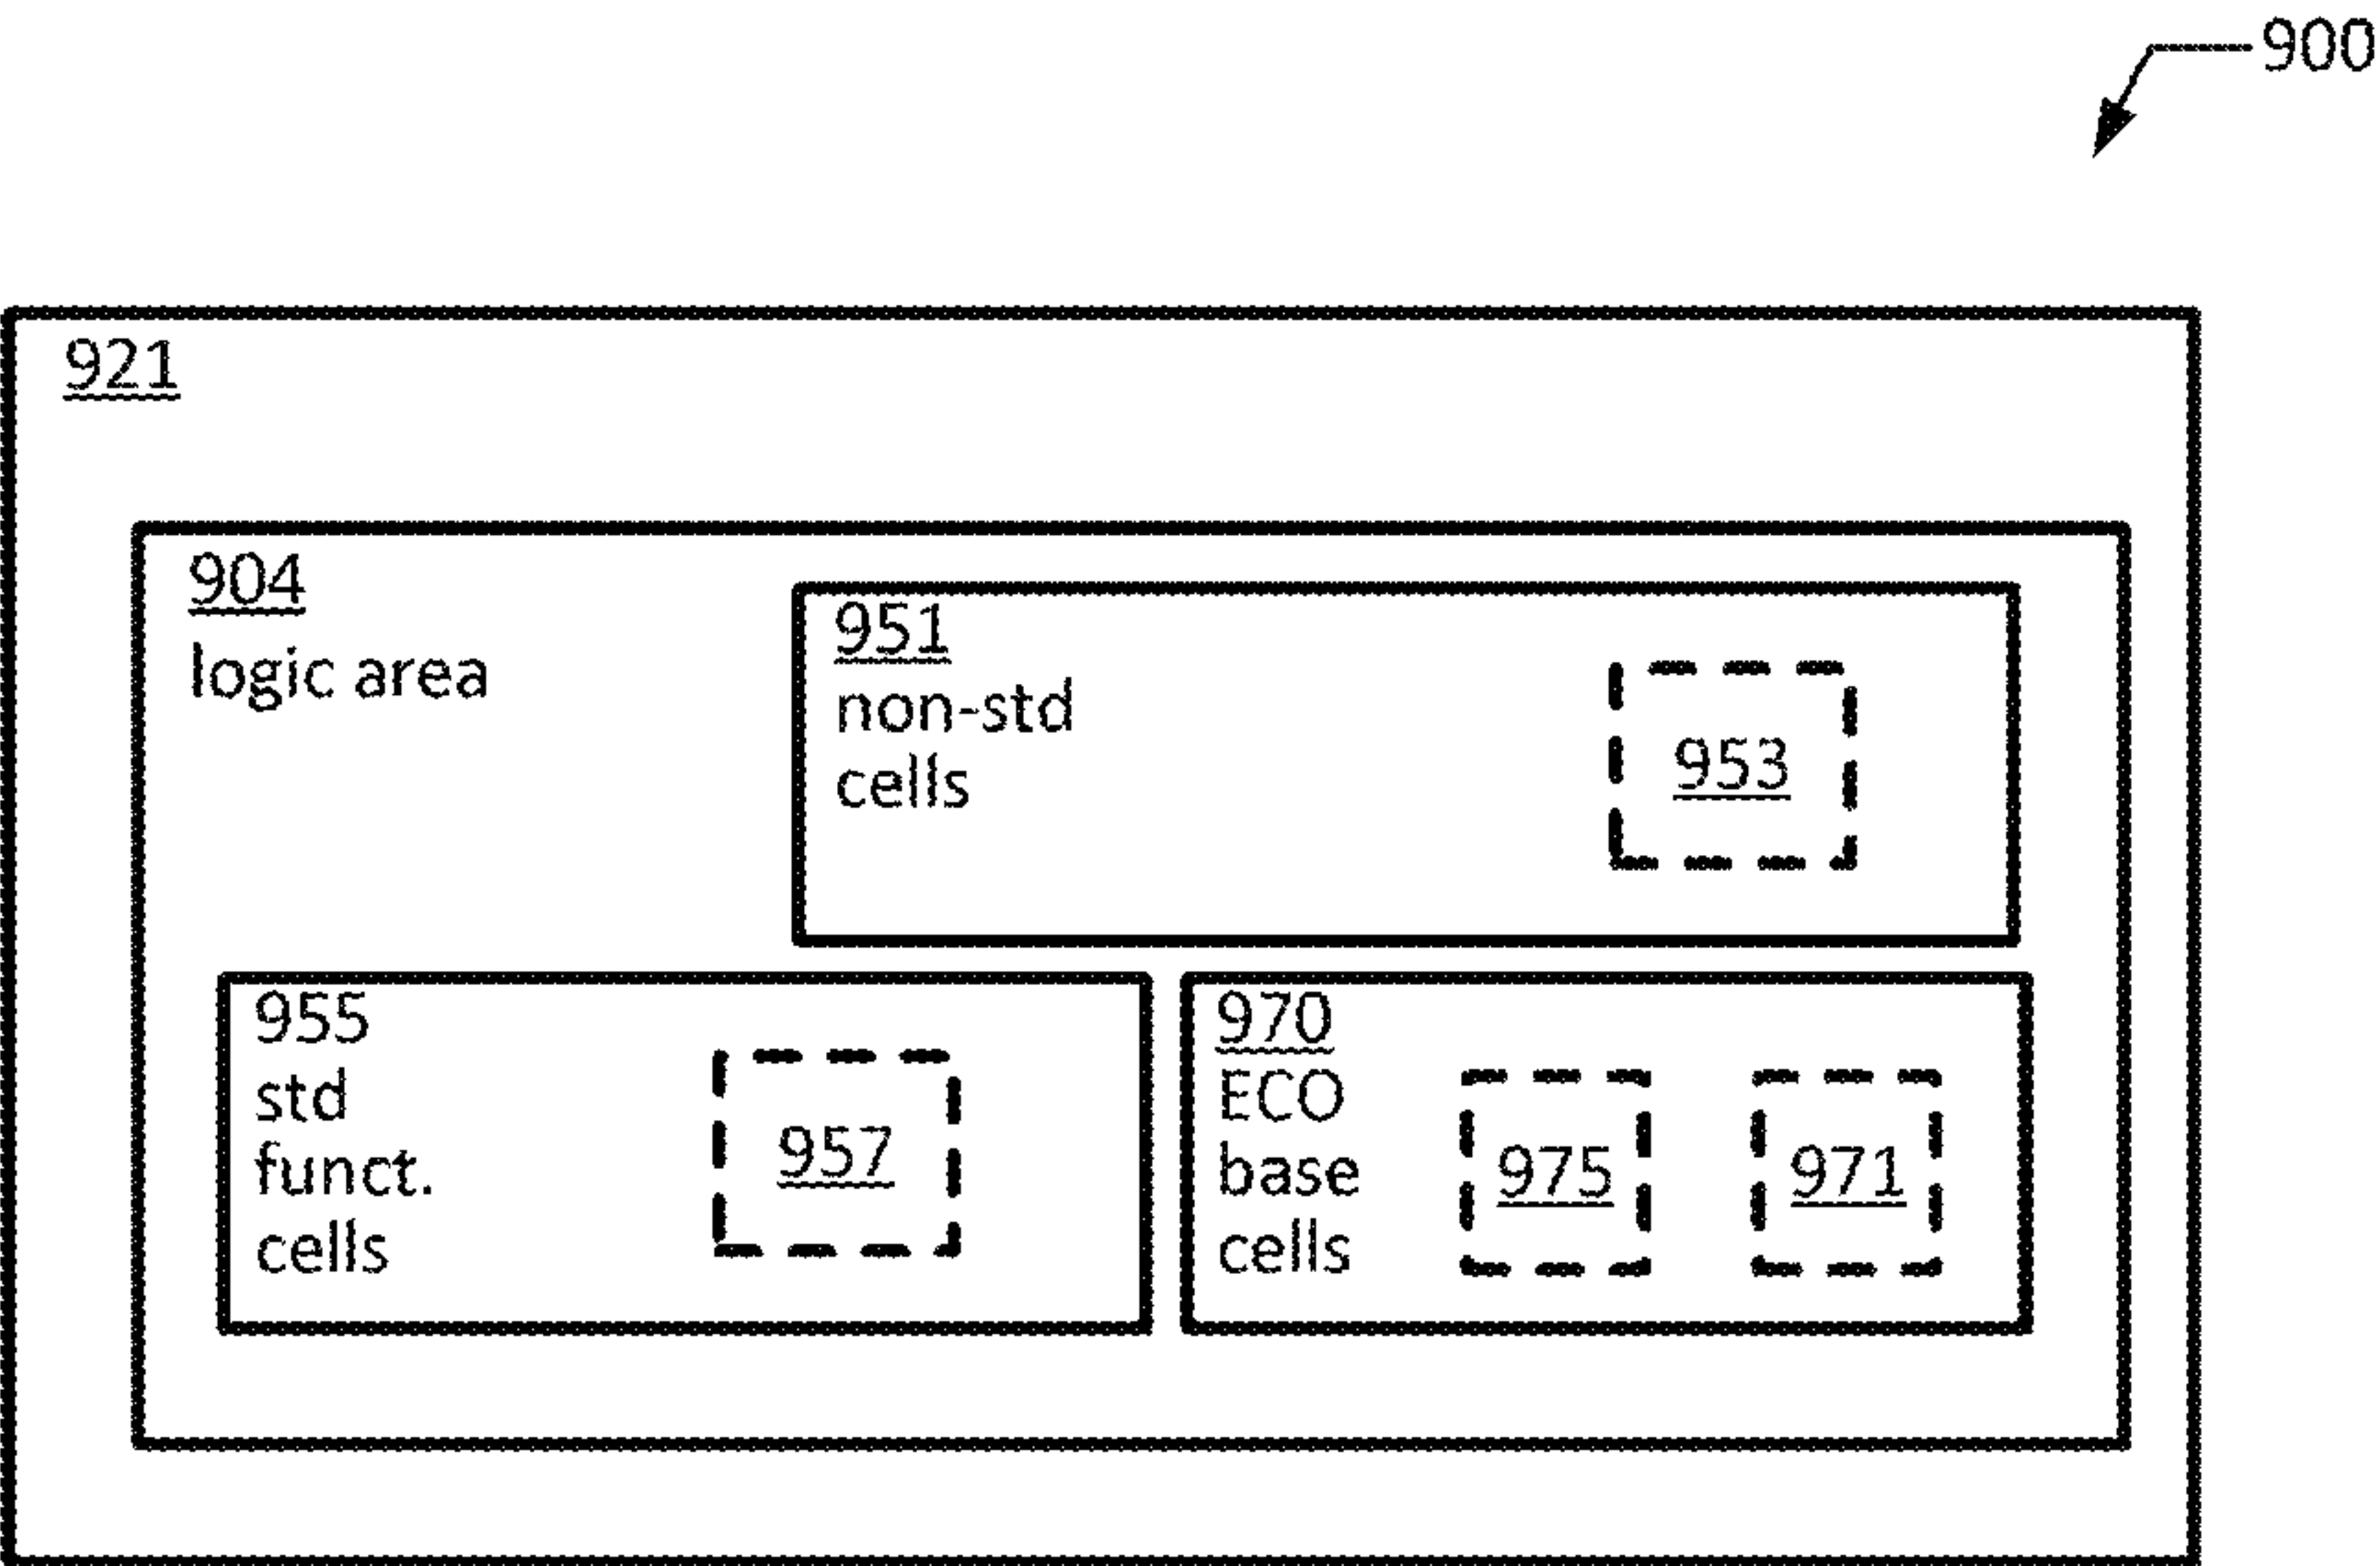 900
921
904
logic area
951
non-std
cells
953
955
std
funct.
cells
957
970
ECO
base
cells
975
971